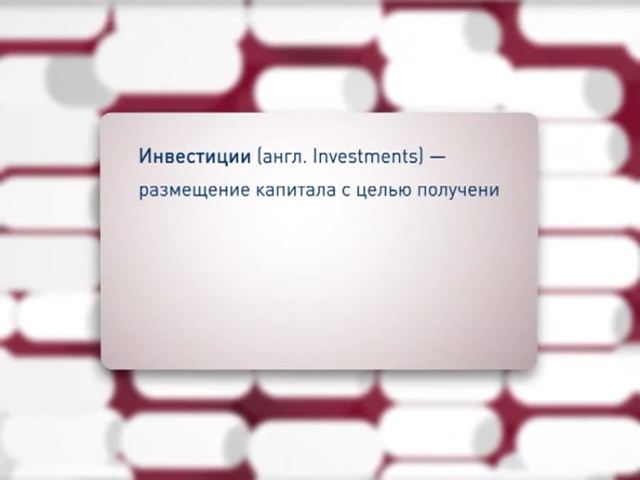 Инвестиции (англ. Investments) —
размещение капитала с целью получени